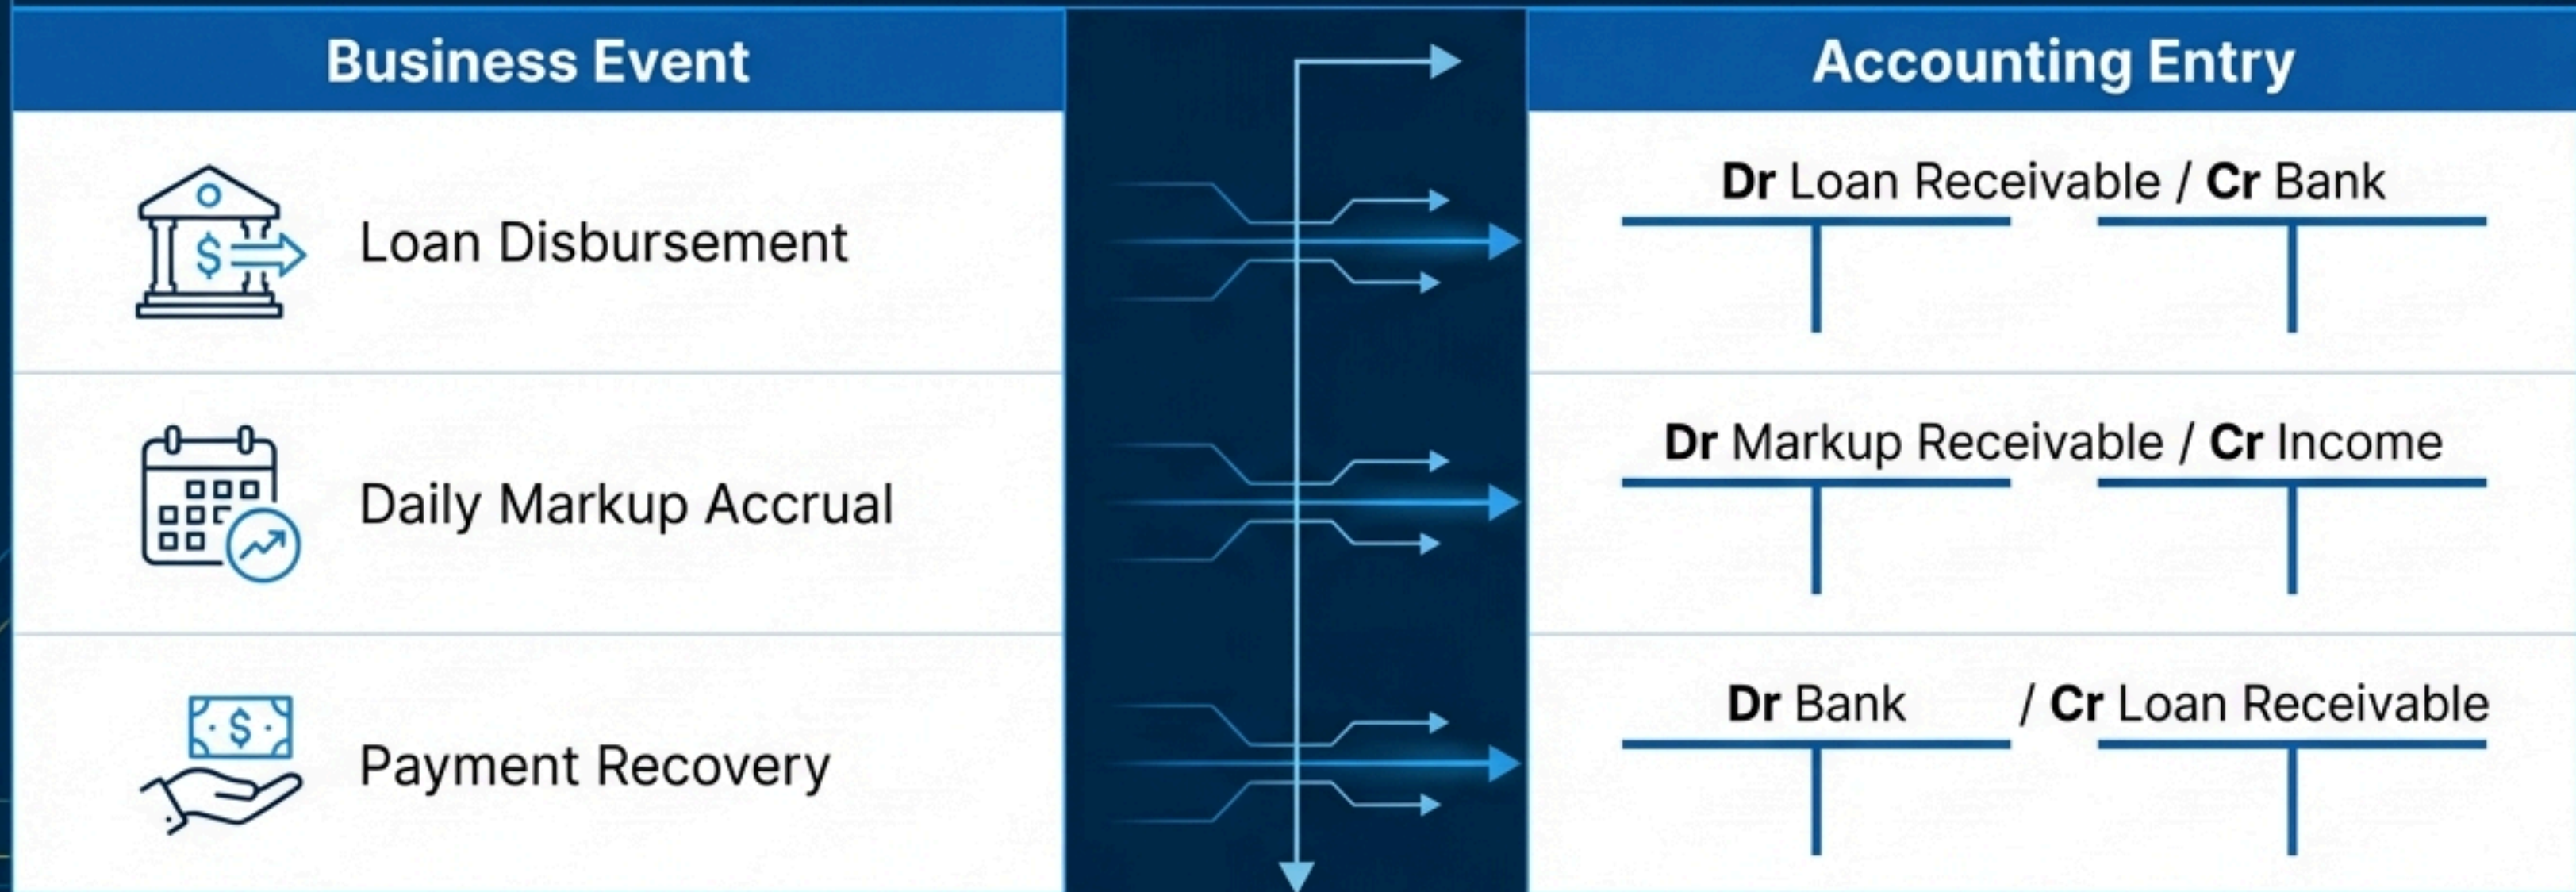 Business Event
Accounting Entry
Loan Disbursement
Dr Loan Receivable / Cr Bank
Daily Markup Accrual
Dr Markup Receivable / Cr Income
Payment Recovery
Dr Bank / Cr Loan Receivable